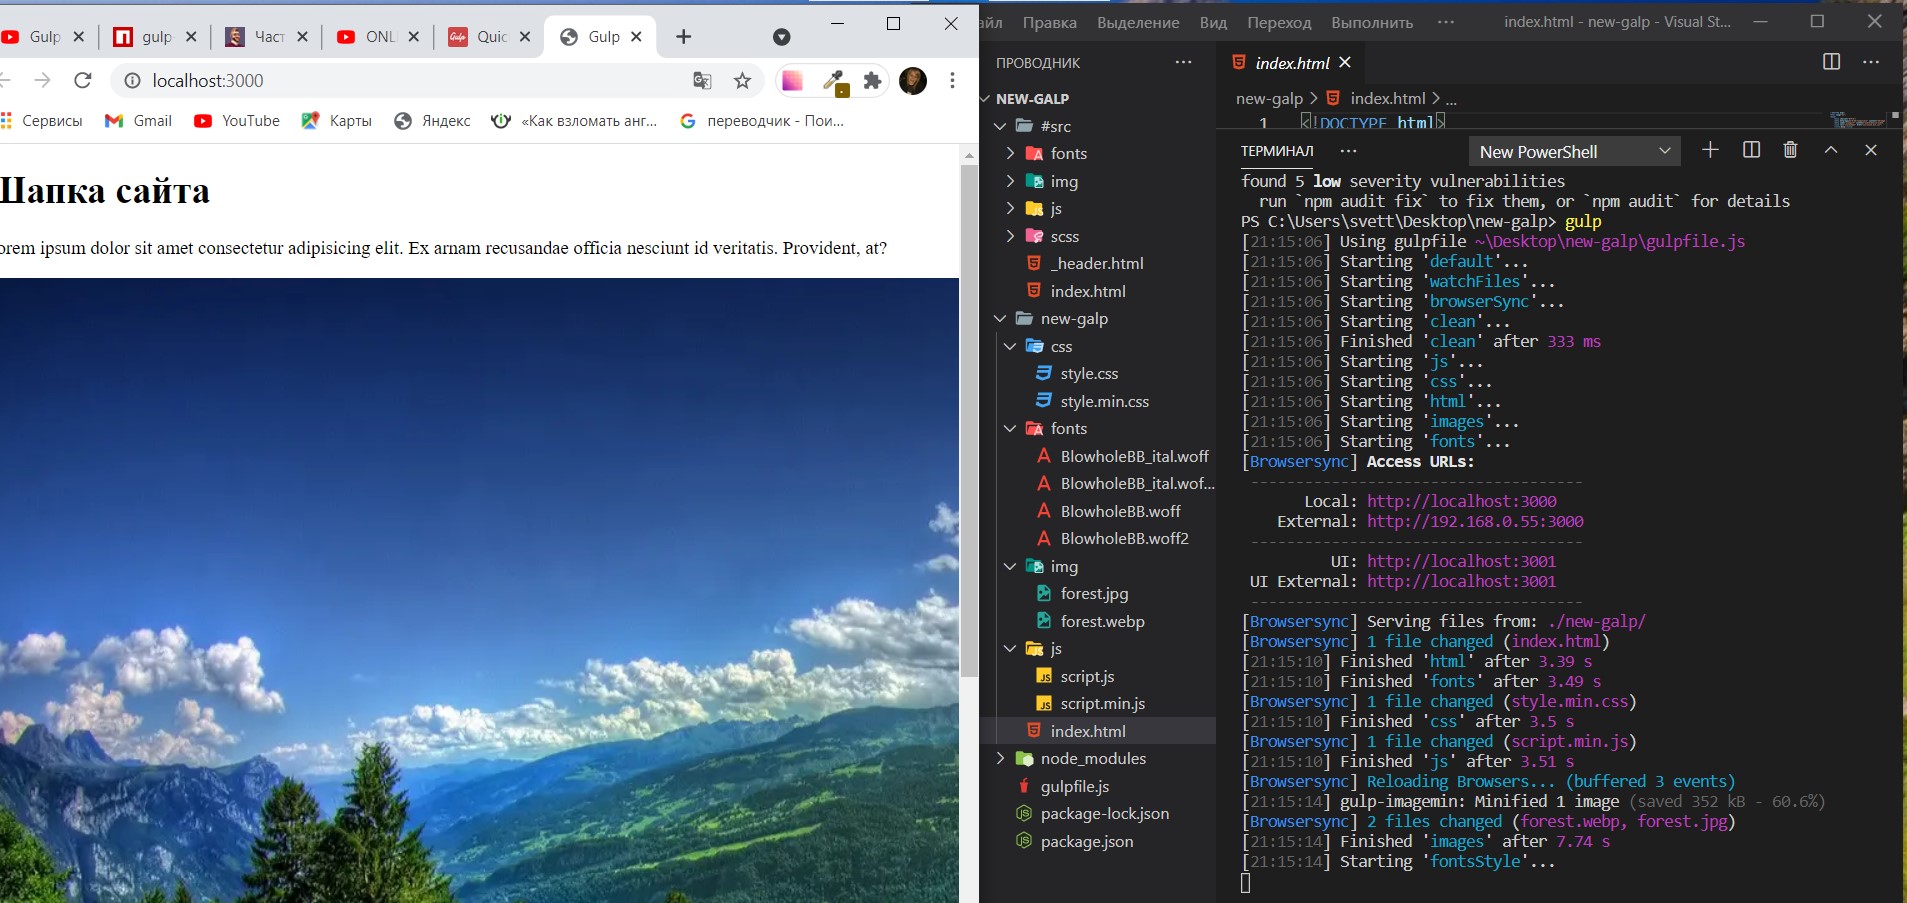 Gulp
gulp-
Част
ONLI
Quic
Gulp
localhost:3000
Сервисы
Gmail
YouTube
Карты
Яндекс
«Как взломать анг...
переводчик - Пои...
Шапка сайта
orem ipsum dolor sit amet consectetur adipisicing elit. Ex arnam recusandae officia nesciunt id veritatis. Provident, at?
айл Правка Выделение Вид Переход Выполнить ··· index.html - new-galp - Visual St...
ПРОВОДНИК ···
NEW-GALP
#src
fonts
img
js
scss
_header.html
index.html
new-galp
css
style.css
style.min.css
fonts
BlowholeBB_ital.woff
BlowholeBB_ital.wof...
BlowholeBB.woff
BlowholeBB.woff2
img
forest.jpg
forest.webp
js
script.js
script.min.js
index.html
node_modules
gulpfile.js
package-lock.json
package.json
index.html
new-galp > index.html > ...
1 <!DOCTYPE html>
ТЕРМИНАЛ ··· New PowerShell
found 5 low severity vulnerabilities
run `npm audit fix` to fix them, or `npm audit` for details
PS C:\Users\svett\Desktop\new-galp> gulp
[21:15:06] Using gulpfile ~\Desktop\new-galp\gulpfile.js
[21:15:06] Starting 'default'...
[21:15:06] Starting 'watchFiles'...
[21:15:06] Starting 'browserSync'...
[21:15:06] Starting 'clean'...
[21:15:06] Finished 'clean' after 333 ms
[21:15:06] Starting 'js'...
[21:15:06] Starting 'css'...
[21:15:06] Starting 'html'...
[21:15:06] Starting 'images'...
[21:15:06] Starting 'fonts'...
[Browsersync] Access URLs:
------------------------------------
Local: http://localhost:3000
External: http://192.168.0.55:3000
------------------------------------
UI: http://localhost:3001
UI External: http://localhost:3001
------------------------------------
[Browsersync] Serving files from: ./new-galp/
[Browsersync] 1 file changed (index.html)
[21:15:10] Finished 'html' after 3.39 s
[21:15:10] Finished 'fonts' after 3.49 s
[Browsersync] 1 file changed (style.min.css)
[21:15:10] Finished 'css' after 3.5 s
[Browsersync] 1 file changed (script.min.js)
[21:15:10] Finished 'js' after 3.51 s
[Browsersync] Reloading Browsers... (buffered 3 events)
[21:15:14] gulp-imagemin: Minified 1 image (saved 352 kB - 60.6%)
[Browsersync] 2 files changed (forest.webp, forest.jpg)
[21:15:14] Finished 'images' after 7.74 s
[21:15:14] Starting 'fontsStyle'...